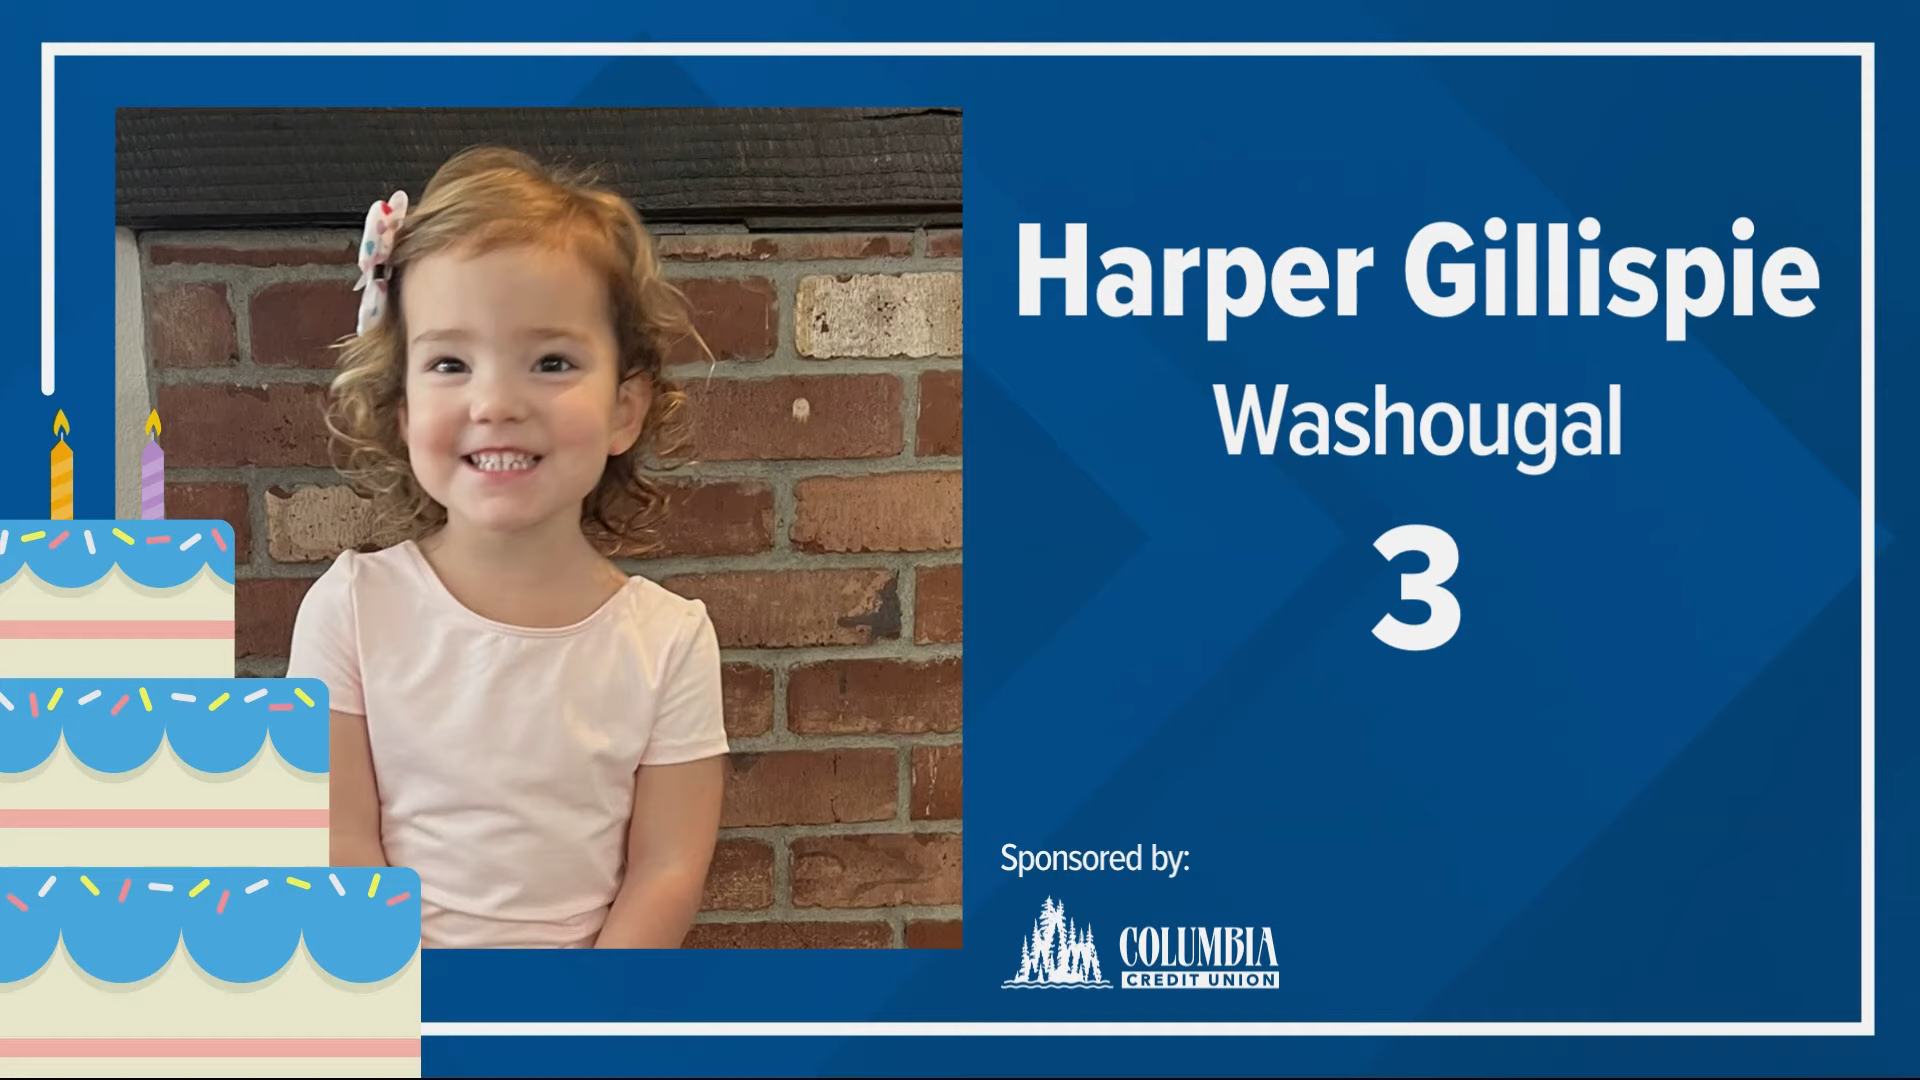 Harper Gillispie
Washougal
3
Sponsored by:
COLUMBIA
CREDIT UNION